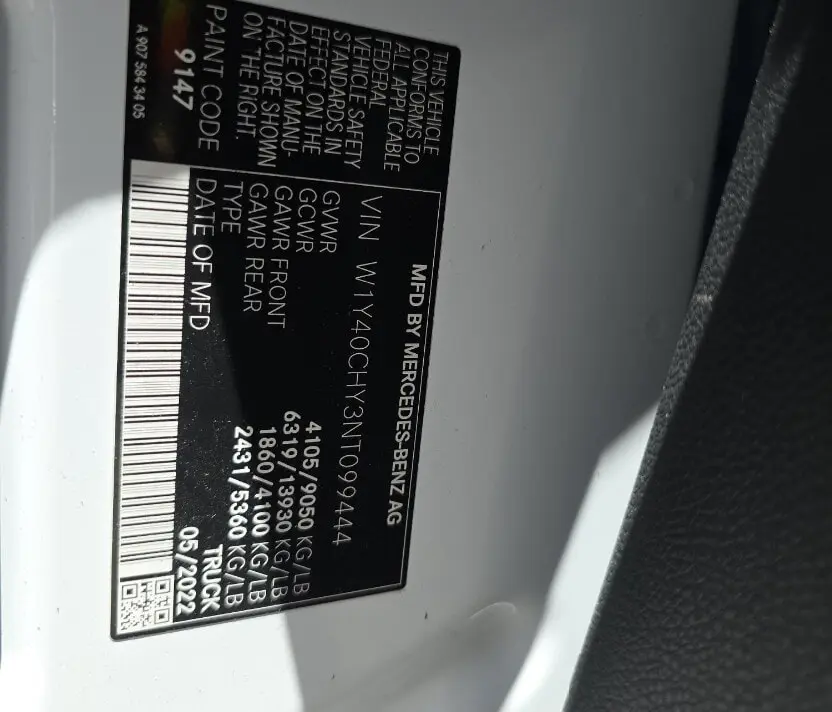 MFD BY MERCEDES-BENZ AG
VIN W1Y40CHY3NT099444
GVWR 4105/9050 KG/LB
GCWR 6319/13930 KG/LB
GAWR FRONT 1860/4100 KG/LB
GAWR REAR 2431/5360 KG/LB
TYPE TRUCK
DATE OF MFD 05/2022
THIS VEHICLE
CONFORMS TO
ALL APPLICABLE
FEDERAL
VEHICLE SAFETY
STANDARDS IN
EFFECT ON THE
DATE OF MANU-
FACTURE SHOWN
ON THE RIGHT.
PAINT CODE
9147
A 907 584 34 05